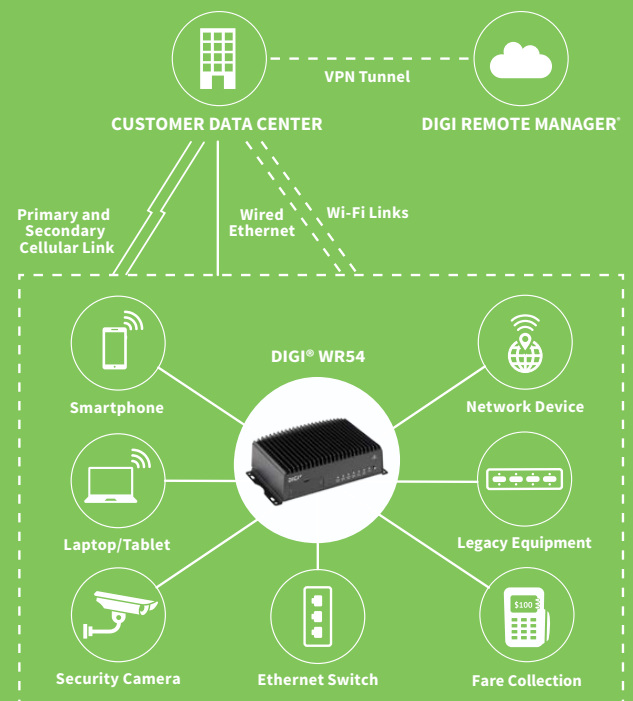 VPN Tunnel
CUSTOMER DATA CENTER
DIGI REMOTE MANAGER®
Primary and
Secondary
Cellular Link
Wired
Ethernet
Wi-Fi Links
DIGI® WR54
Smartphone
Network Device
DIGI
Laptop/Tablet
Legacy Equipment
$100
Security Camera
Ethernet Switch
Fare Collection